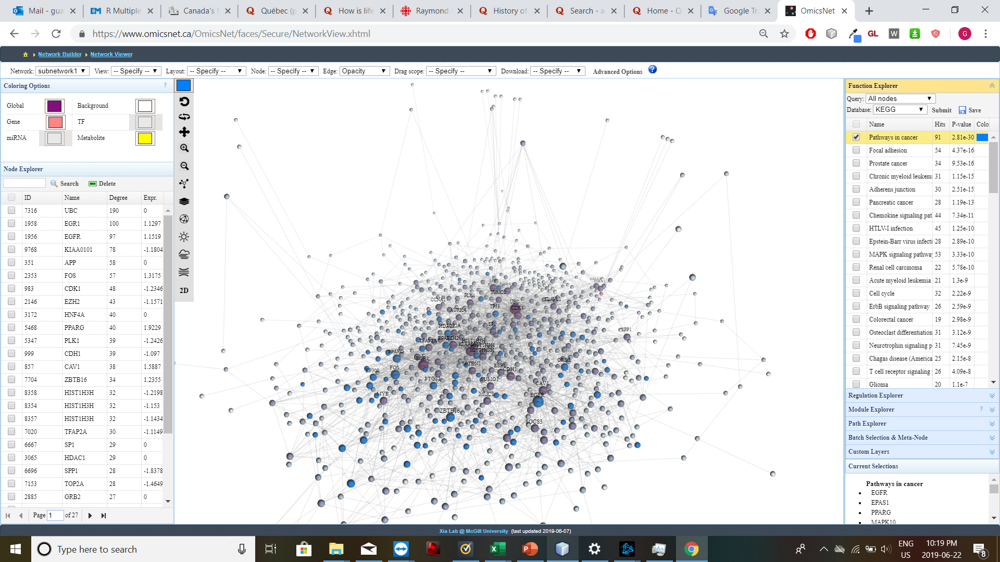 Mail - gua
R Multiple
Canada's N
Québec (p
How is life
Raymond
History of
Search - a
Home - Q
Google Tra
OmicsNet
https://www.omicsnet.ca/OmicsNet/faces/Secure/NetworkView.xhtml
GL W G
Network Builder Network Viewer
Network: subnetwork1 View: -- Specify -- Layout: -- Specify -- Node: -- Specify -- Edge: Opacity Drag scope: -- Specify -- Download: -- Specify -- Advanced Options ?
Coloring Options ?
Global Background
Gene TF
miRNA Metabolite
Node Explorer
Search Delete
ID Name Degree Expr.
7316 UBC 190 0
1958 EGR1 100 1.1297
1956 EGFR 97 1.1519
9768 KIAA0101 78 -1.1804
351 APP 58 0
2353 FOS 57 1.3175
983 CDK1 48 -1.2346
2146 EZH2 43 -1.1571
3172 HNF4A 40 0
5468 PPARG 40 1.9229
5347 PLK1 39 -1.2426
999 CDH1 39 -1.097
857 CAV1 38 1.5887
7704 ZBTB16 34 1.2355
8358 HIST1H3H 32 -1.2198
8354 HIST1H3H 32 -1.153
8357 HIST1H3H 32 -1.1434
7020 TFAP2A 30 -1.1149
6667 SP1 29 0
3065 HDAC1 29 0
6696 SPP1 28 -1.8378
7153 TOP2A 28 -1.4649
2885 GRB2 27 0
Page 1 of 27
2D
HNF4A
SUMO2
PLK1
CCNA2
UBC
CDK1
TP53
ELAVL1
AURKA
SP1
SPP1
TFAP2A
EZH2
HIST1H3H
HIST1H3H
HIST1H3H
PPARG
EGR1
SPTBN1
GRB2
EP300
FOS
ESR1
CDH1
PTGS2
SUMO1
CAV1
MYB
MUC1
EGFR
ZBTB16
SOCS3
Function Explorer
Query: All nodes
Database: KEGG Submit Save
Name Hits P-value Colo
Pathways in cancer 91 2.81e-30
Focal adhesion 54 4.37e-16
Prostate cancer 34 9.53e-16
Chronic myeloid leukemi 31 1.15e-15
Adherens junction 30 2.51e-15
Pancreatic cancer 28 1.19e-13
Chemokine signaling pat 44 7.34e-11
HTLV-I infection 45 1.25e-10
Epstein-Barr virus infecti 28 2.89e-10
MAPK signaling pathway 53 3.33e-10
Renal cell carcinoma 22 5.78e-10
Acute myeloid leukemia 21 1.3e-9
Cell cycle 32 2.22e-9
ErbB signaling pathway 26 2.59e-9
Colorectal cancer 19 2.98e-9
Osteoclast differentiation 31 3.12e-9
Neurotrophin signaling p 31 7.45e-9
Chagas disease (America 25 2.15e-8
T cell receptor signaling 26 4.09e-8
Glioma 20 1.1e-7
Regulation Explorer
Module Explorer ?
Path Explorer
Batch Selection & Meta-Node
Custom Layers
Current Selections
Pathways in cancer
EGFR
EPAS1
PPARG
MAPK10
Xia Lab @ McGill University (last updated 2019-06-07)
Type here to search
ENG
US
10:19 PM
2019-06-22
8